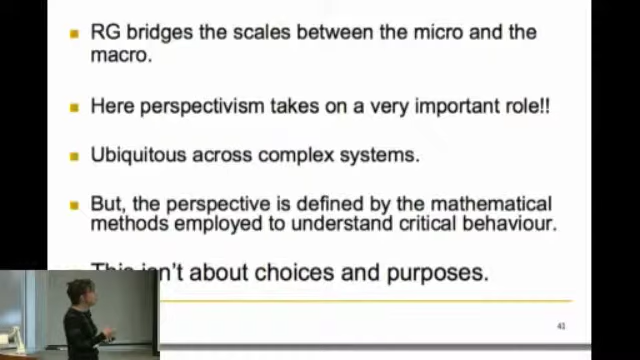 RG bridges the scales between the micro and the
macro.
Here perspectivism takes on a very important role!!
Ubiquitous across complex systems.
But, the perspective is defined by the mathematical
methods employed to understand critical behaviour.
This isn't about choices and purposes.
41